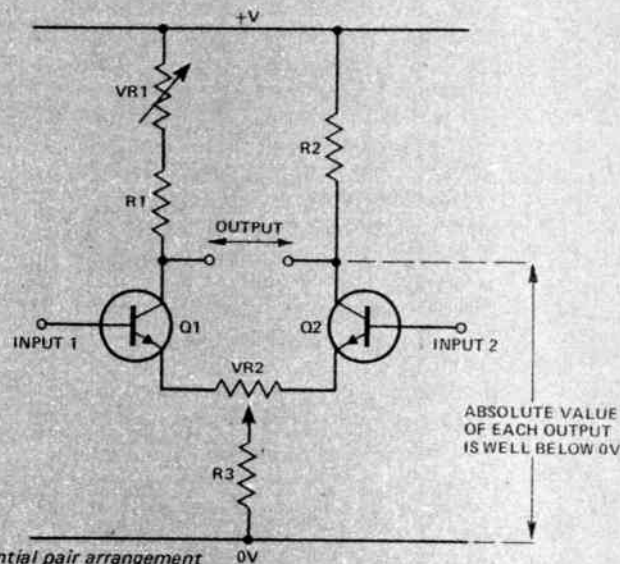 +V
VR1
R2
R1
OUTPUT
Q1
Q2
INPUT 1
INPUT 2
VR2
ABSOLUTE VALUE
OF EACH OUTPUT
IS WELL BELOW 0V
R3
ntial pair arrangement
0V